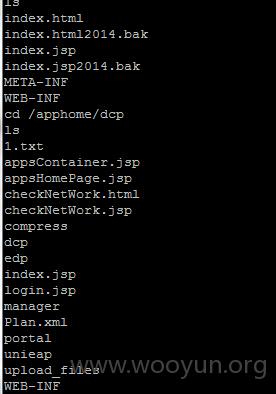 ls
index.html
index.html2014.bak
index.jsp
index.jsp2014.bak
META-INF
WEB-INF
cd /apphome/dcp
ls
1.txt
appsContainer.jsp
appsHomePage.jsp
checkNetWork.html
checkNetWork.jsp
compress
dcp
edp
index.jsp
login.jsp
manager
Plan.xml
portal
unieap
upload_files
www.wooyun.org
WEB-INF